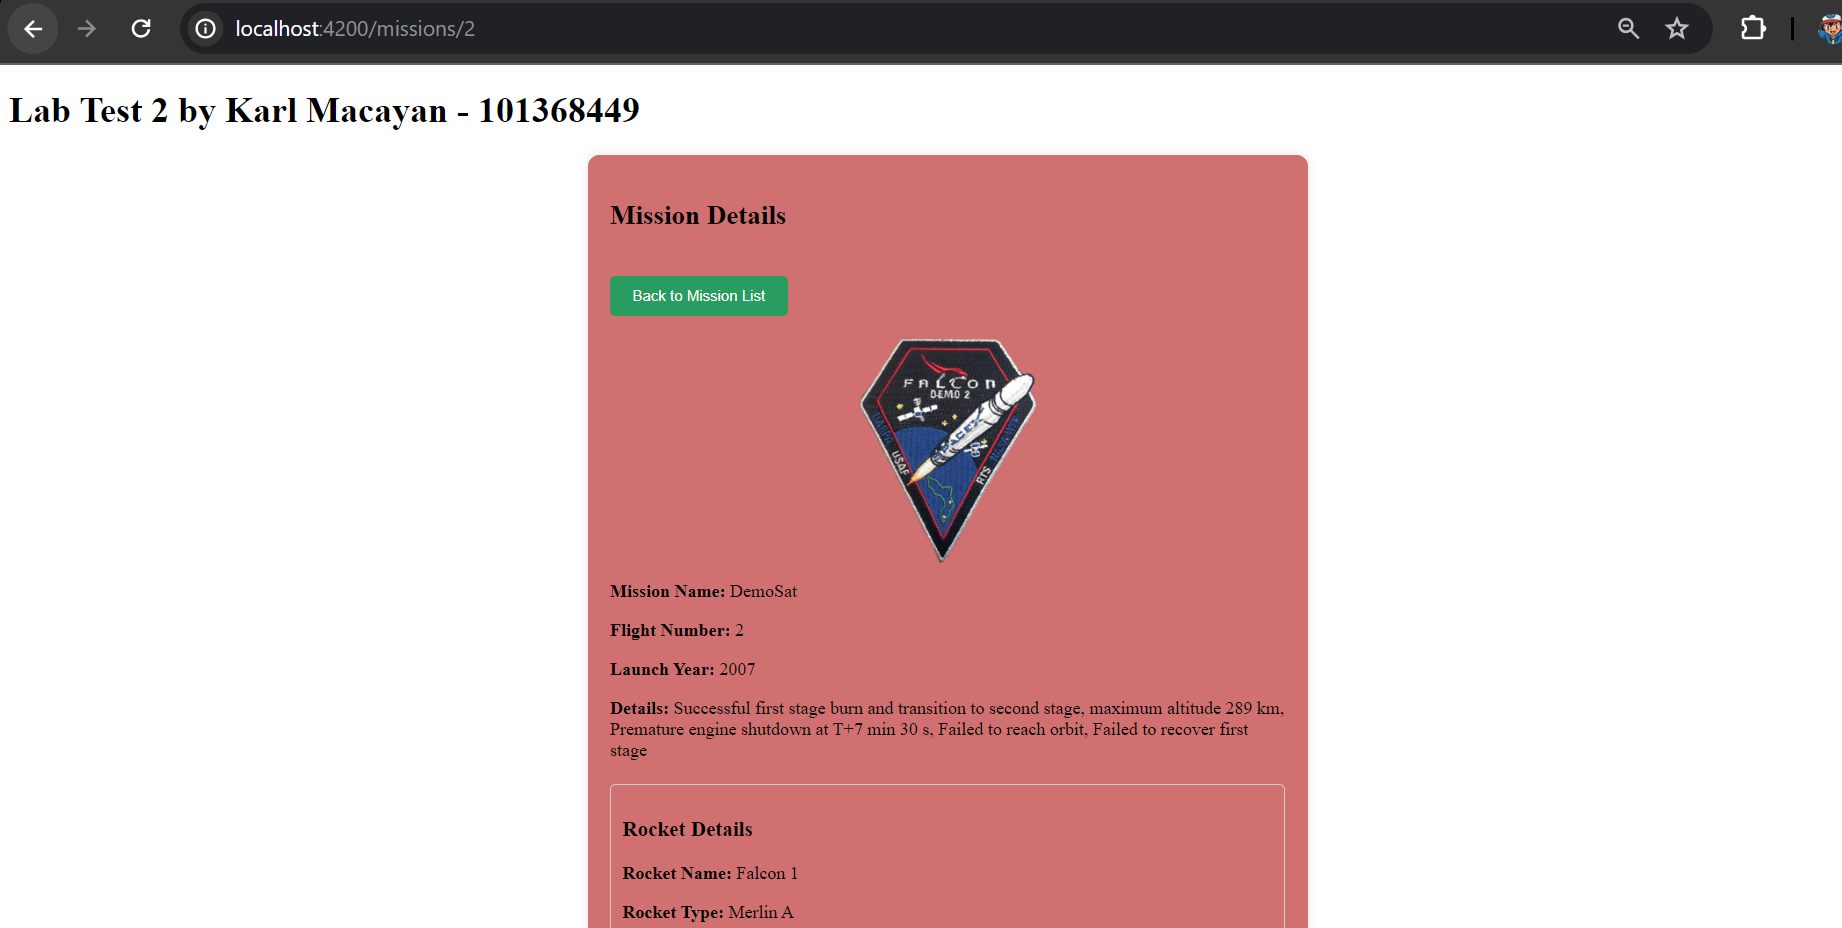 localhost:4200/missions/2
Lab Test 2 by Karl Macayan - 101368449
Mission Details
Back to Mission List
FALCON
DEMO 2
SPACEX
USAF
RTS
Mission Name: DemoSat
Flight Number: 2
Launch Year: 2007
Details: Successful first stage burn and transition to second stage, maximum altitude 289 km,
Premature engine shutdown at T+7 min 30 s, Failed to reach orbit, Failed to recover first
stage
Rocket Details
Rocket Name: Falcon 1
Rocket Type: Merlin A